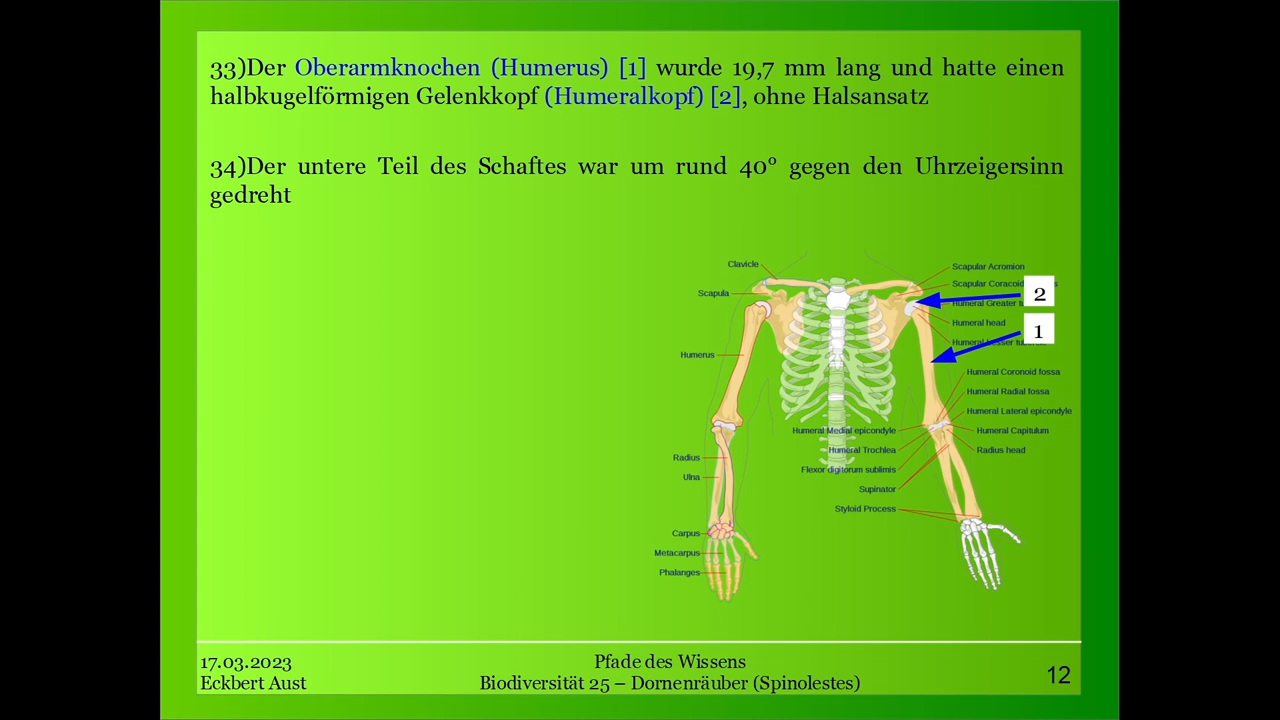 33)Der Oberarmknochen (Humerus) [1] wurde 19,7 mm lang und hatte einen
halbkugelförmigen Gelenkkopf (Humeralkopf) [2], ohne Halsansatz
34)Der untere Teil des Schaftes war um rund 40° gegen den Uhrzeigersinn
gedreht
Clavicle
Scapula
Humerus
Radius
Ulna
Carpus
Metacarpus
Phalanges
Scapular Acromion
Scapular Coracoid
2
Humeral Greater
Humeral head
1
Humeral
Humeral Coronoid fossa
Humeral Radial fossa
Humeral Lateral epicondyle
Humeral Capitulum
Radius head
Humeral Medial epicondyle
Humeral Trochlea
Flexor digitorum sublimis
Supinator
Styloid Process
17.03.2023
Eckbert Aust
Pfade des Wissens
Biodiversität 25 – Dornenräuber (Spinolestes)
12